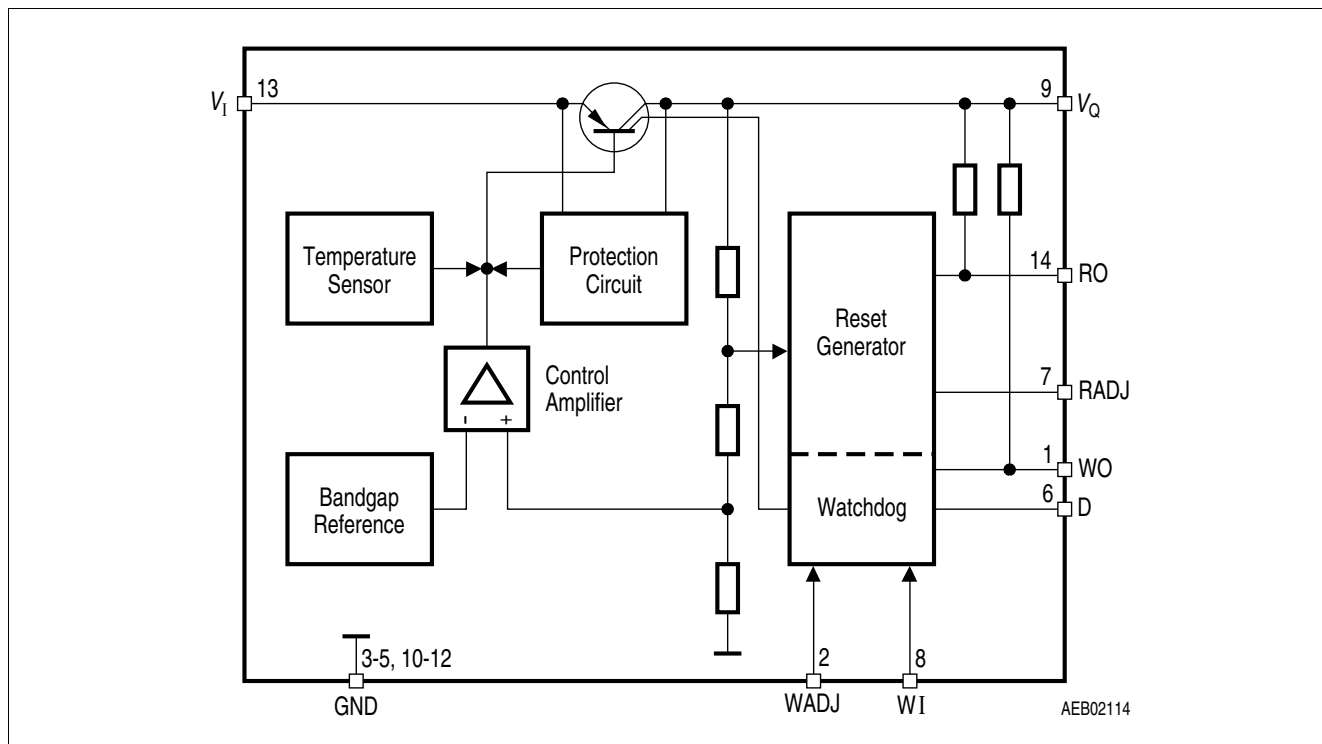 13
V_I
9
V_Q
Temperature
Sensor
Protection
Circuit
14
RO
Reset
Generator
Control
Amplifier
7
RADJ
- +
1
WO
Bandgap
Reference
Watchdog
6
D
3-5, 10-12
GND
2
WADJ
8
WI
AEB02114